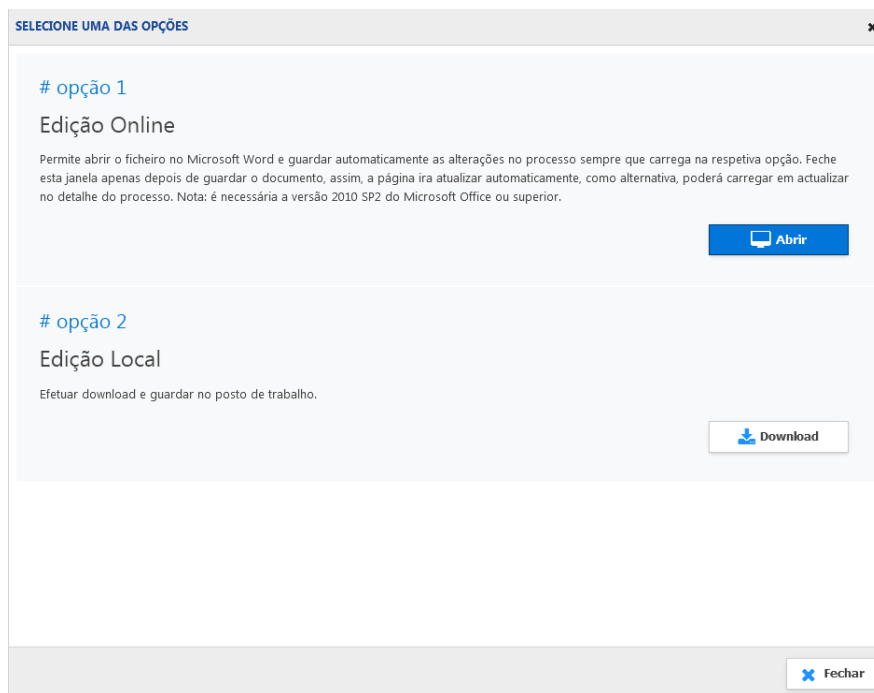 SELECIONE UMA DAS OPÇÕES
# opção 1
Edição Online
Permite abrir o ficheiro no Microsoft Word e guardar automaticamente as alterações no processo sempre que carrega na respetiva opção. Feche
esta janela apenas depois de guardar o documento, assim, a página ira atualizar automaticamente, como alternativa, poderá carregar em actualizar
no detalhe do processo. Nota: é necessária a versão 2010 SP2 do Microsoft Office ou superior.
Abrir
# opção 2
Edição Local
Efetuar download e guardar no posto de trabalho.
Download
Fechar